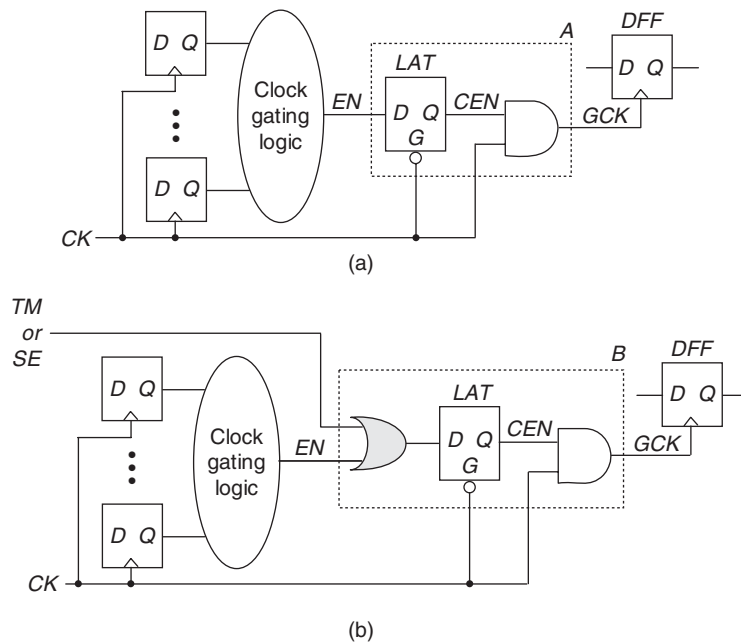 A
DFF
D Q
LAT
D Q
Clock
gating
logic
EN
CEN
D Q
G
GCK
D Q
CK
(a)
TM
or
SE
B
DFF
D Q
LAT
D Q
Clock
gating
logic
EN
CEN
D Q
G
GCK
D Q
CK
(b)